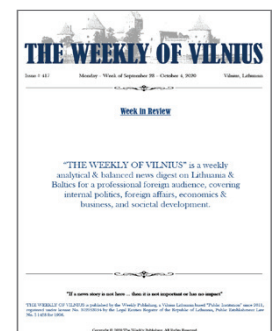 THE WEEKLY OF VILNIUS
Monday - Week of September 28 - October 4, 2020
Vilnius, Lithuania
Week in Review
"THE WEEKLY OF VILNIUS" is a weekly
analytical & balanced news digest on Lithuania &
Baltics for a professional foreign audience, covering
internal politics, foreign affairs, economics &
business, and societal development.
"If a news story is not here ... then it is not important or has no impact"